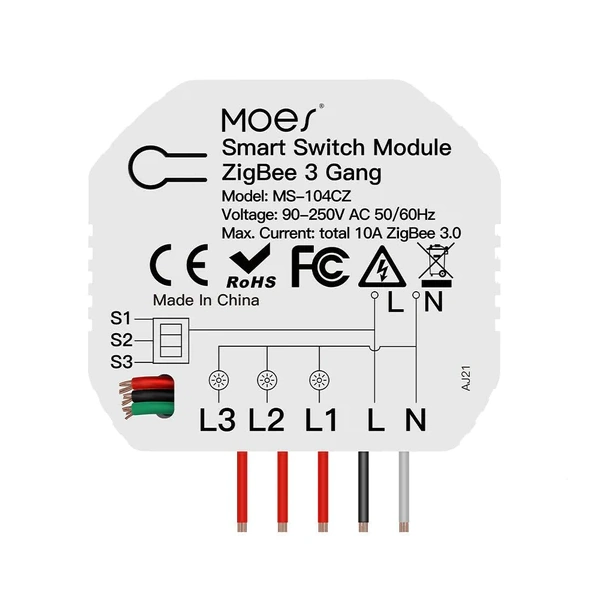 MOES®
Smart Switch Module
ZigBee 3 Gang
Model: MS-104CZ
Voltage: 90-250V AC 50/60Hz
Max. Current: total 10A ZigBee 3.0
CE RoHS FC
Made In China
L N
S1
S2
S3
L3 L2 L1 L N
AJ21